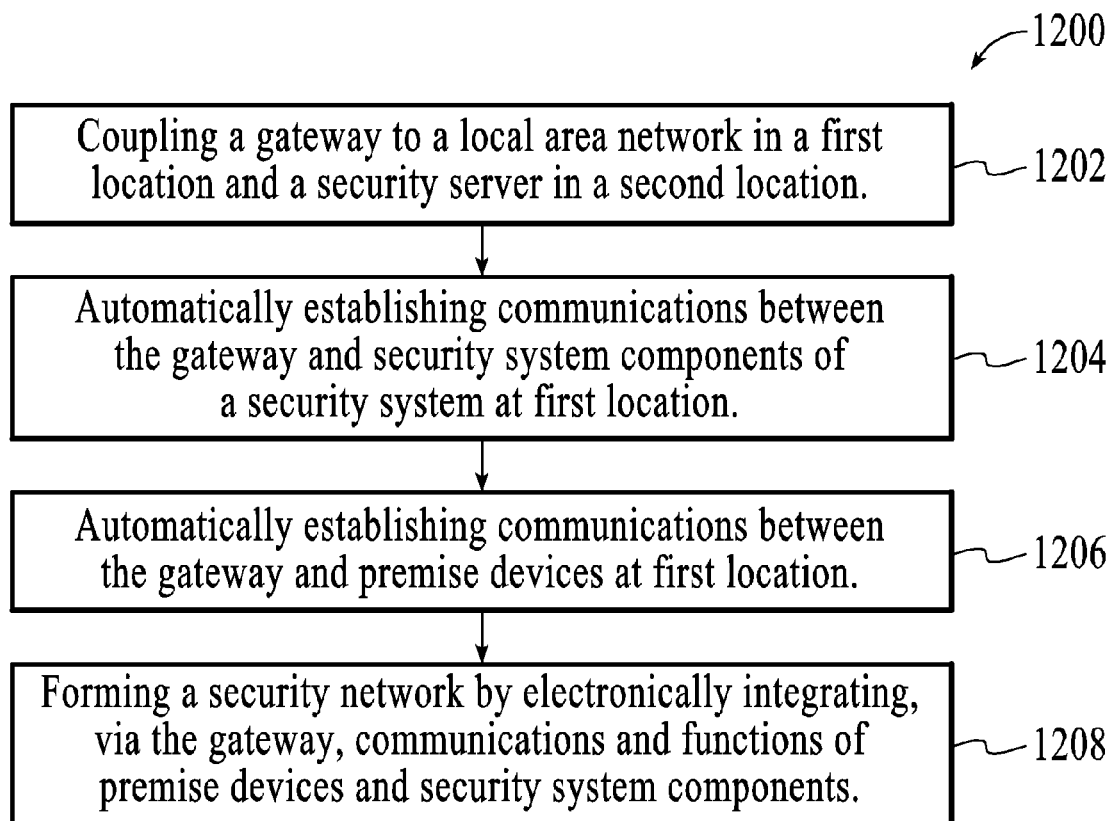 1200
Coupling a gateway to a local area network in a first
location and a security server in a second location.
1202
Automatically establishing communications between
the gateway and security system components of
a security system at first location.
1204
Automatically establishing communications between
the gateway and premise devices at first location.
1206
Forming a security network by electronically integrating,
via the gateway, communications and functions of
premise devices and security system components.
1208